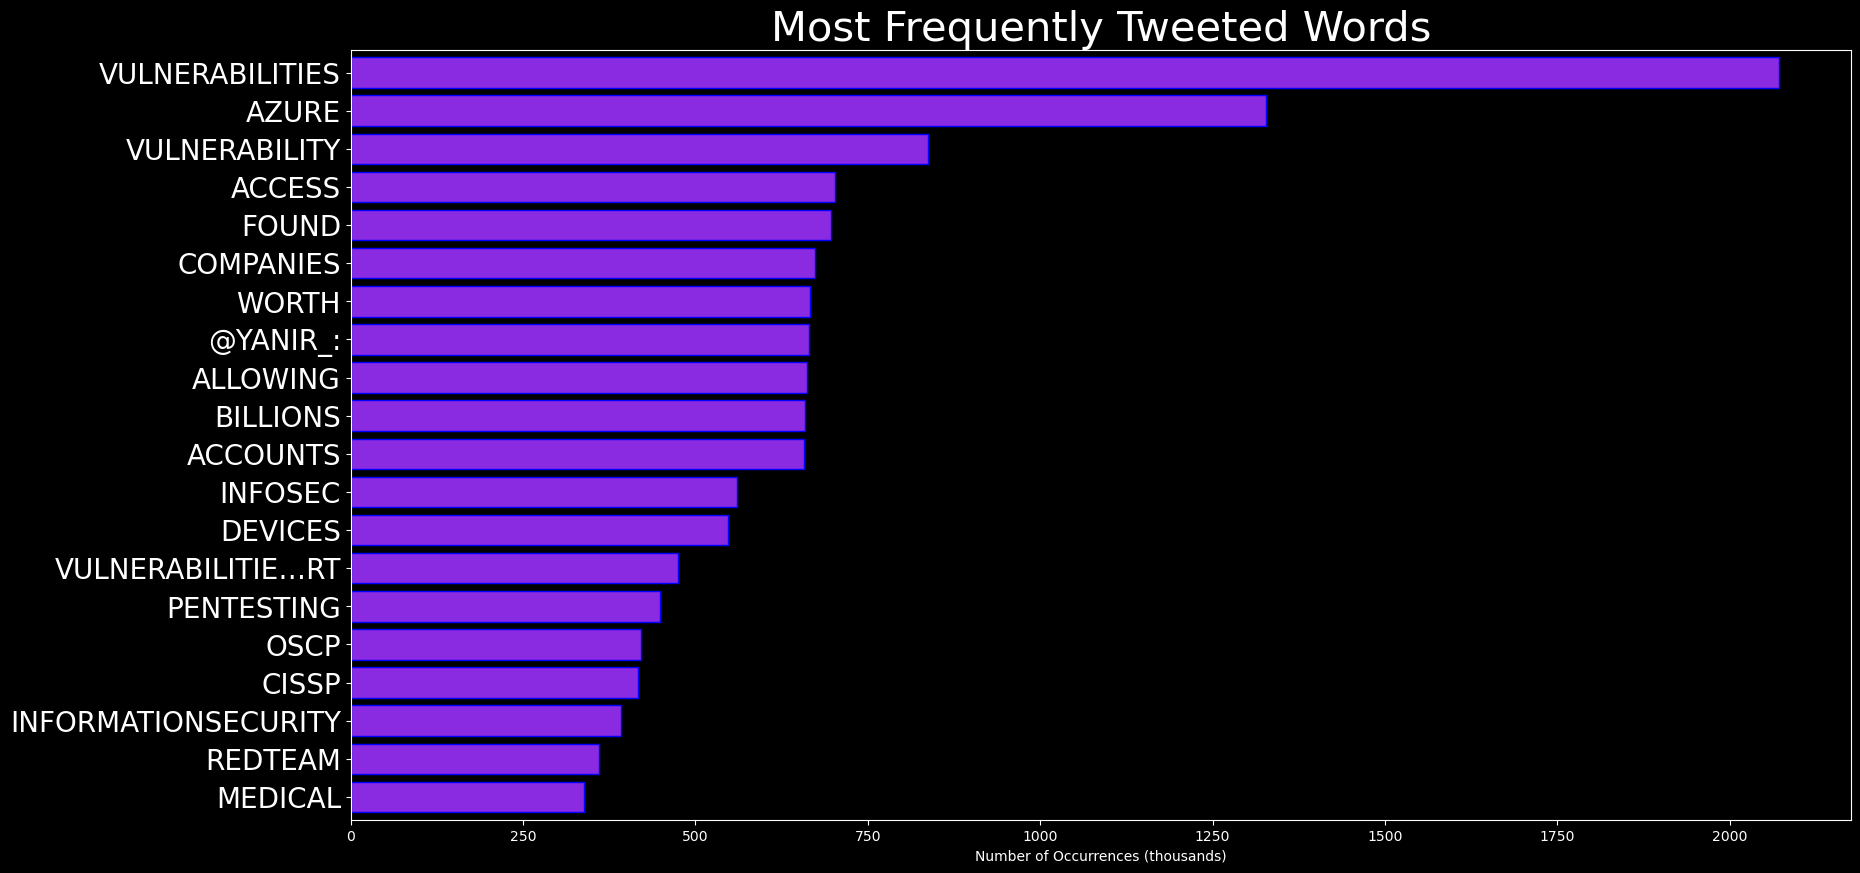 Most Frequently Tweeted Words
VULNERABILITIES
AZURE
VULNERABILITY
ACCESS
FOUND
COMPANIES
WORTH
@YANIR_:
ALLOWING
BILLIONS
ACCOUNTS
INFOSEC
DEVICES
VULNERABILITIE…RT
PENTESTING
OSCP
CISSP
INFORMATIONSECURITY
REDTEAM
MEDICAL
0 250 500 750 1000 1250 1500 1750 2000
Number of Occurrences (thousands)